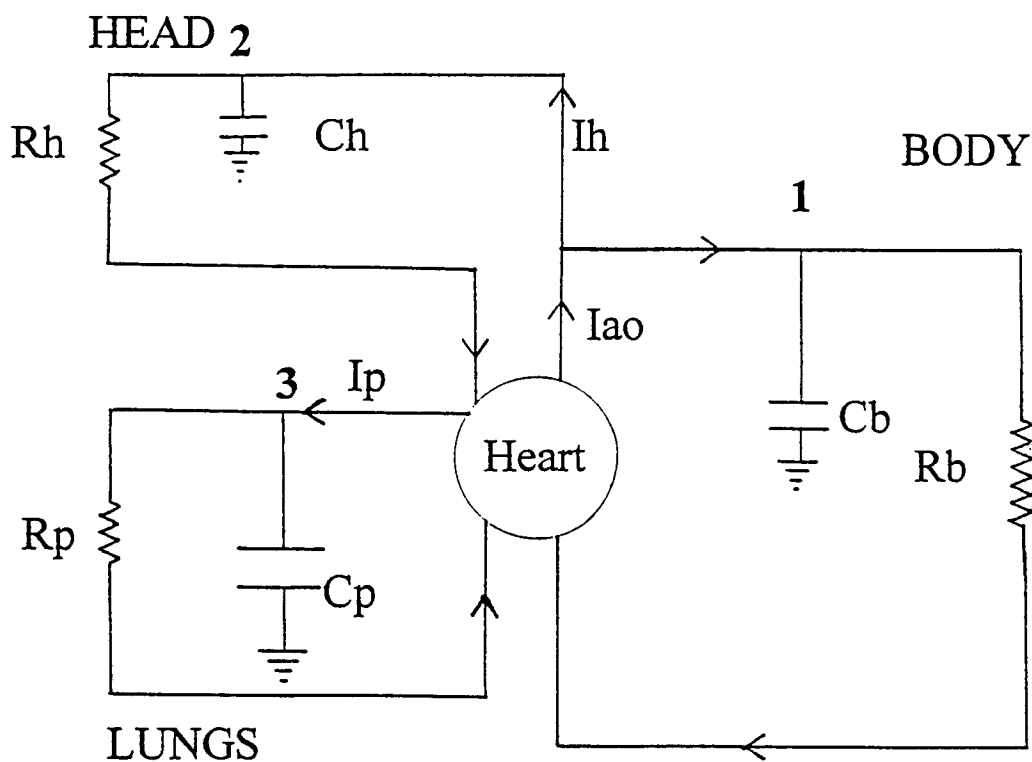 HEAD 2
Rh
Ch
Ih
BODY
1
Iao
3
Ip
Heart
Cb
Rb
Rp
Cp
LUNGS